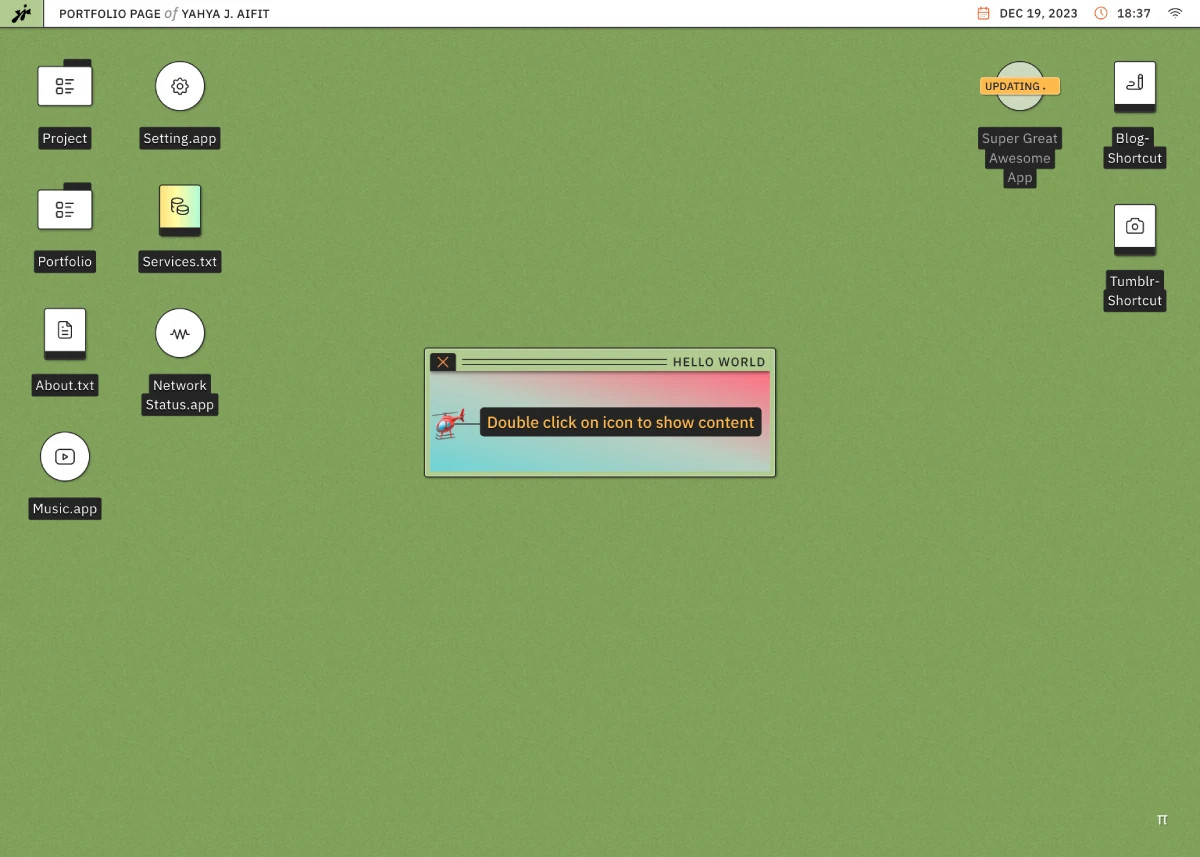 PORTFOLIO PAGE of YAHYA J. AIFIT
DEC 19, 2023
18:37
Project
Setting.app
Portfolio
Services.txt
About.txt
Network
Status.app
Music.app
UPDATING .
Super Great
Awesome
App
Blog-
Shortcut
Tumblr-
Shortcut
HELLO WORLD
Double click on icon to show content
π